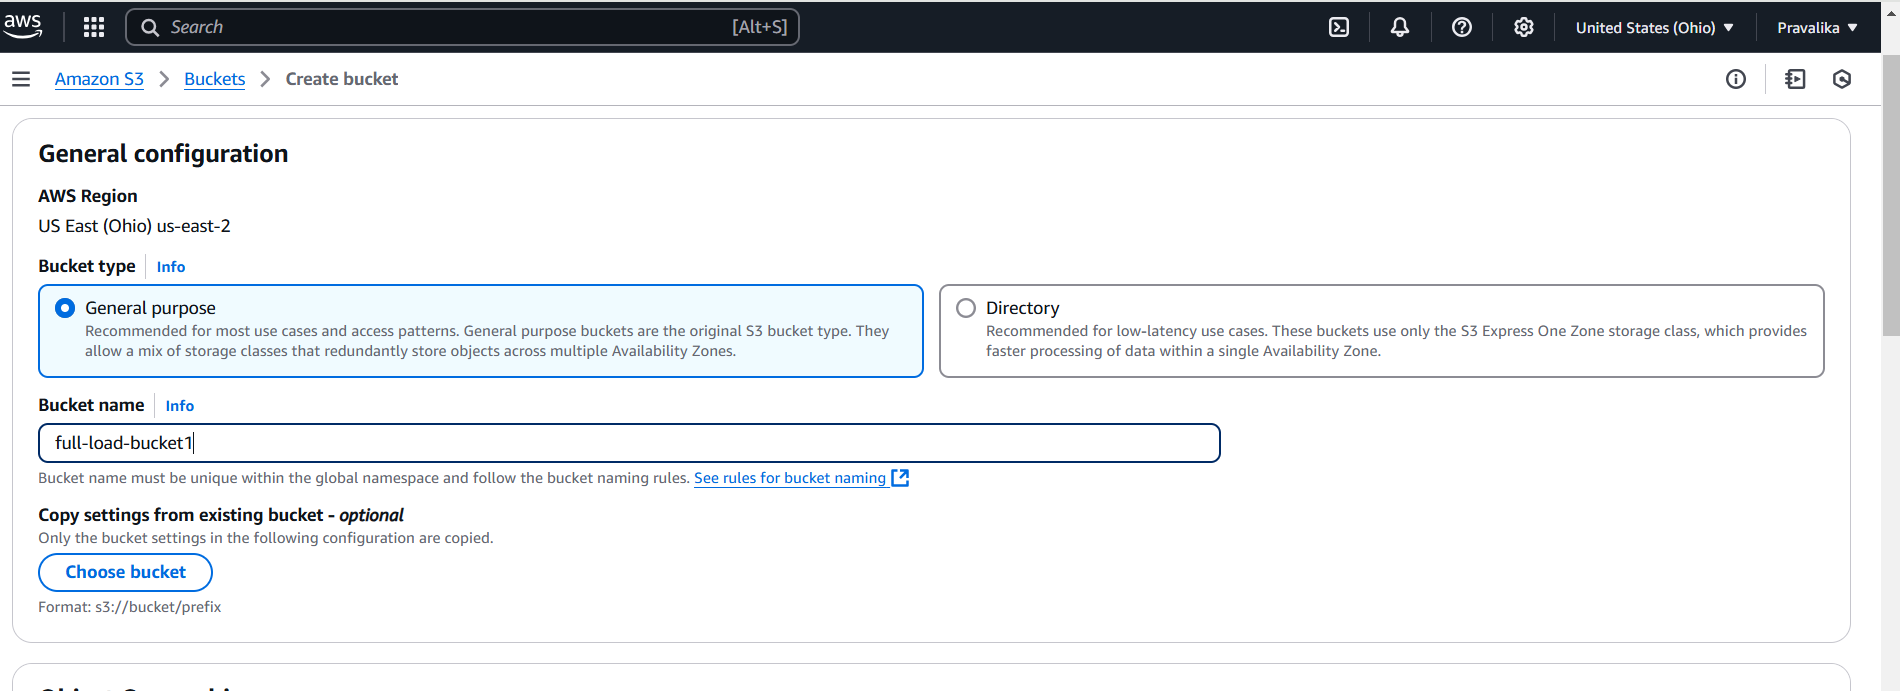 aws
Search [Alt+S]
United States (Ohio) ▼
Pravalika ▼
Amazon S3 > Buckets > Create bucket
General configuration
AWS Region
US East (Ohio) us-east-2
Bucket type Info
General purpose
Recommended for most use cases and access patterns. General purpose buckets are the original S3 bucket type. They
allow a mix of storage classes that redundantly store objects across multiple Availability Zones.
Directory
Recommended for low-latency use cases. These buckets use only the S3 Express One Zone storage class, which provides
faster processing of data within a single Availability Zone.
Bucket name Info
full-load-bucket1
Bucket name must be unique within the global namespace and follow the bucket naming rules. See rules for bucket naming
Copy settings from existing bucket - optional
Only the bucket settings in the following configuration are copied.
Choose bucket
Format: s3://bucket/prefix